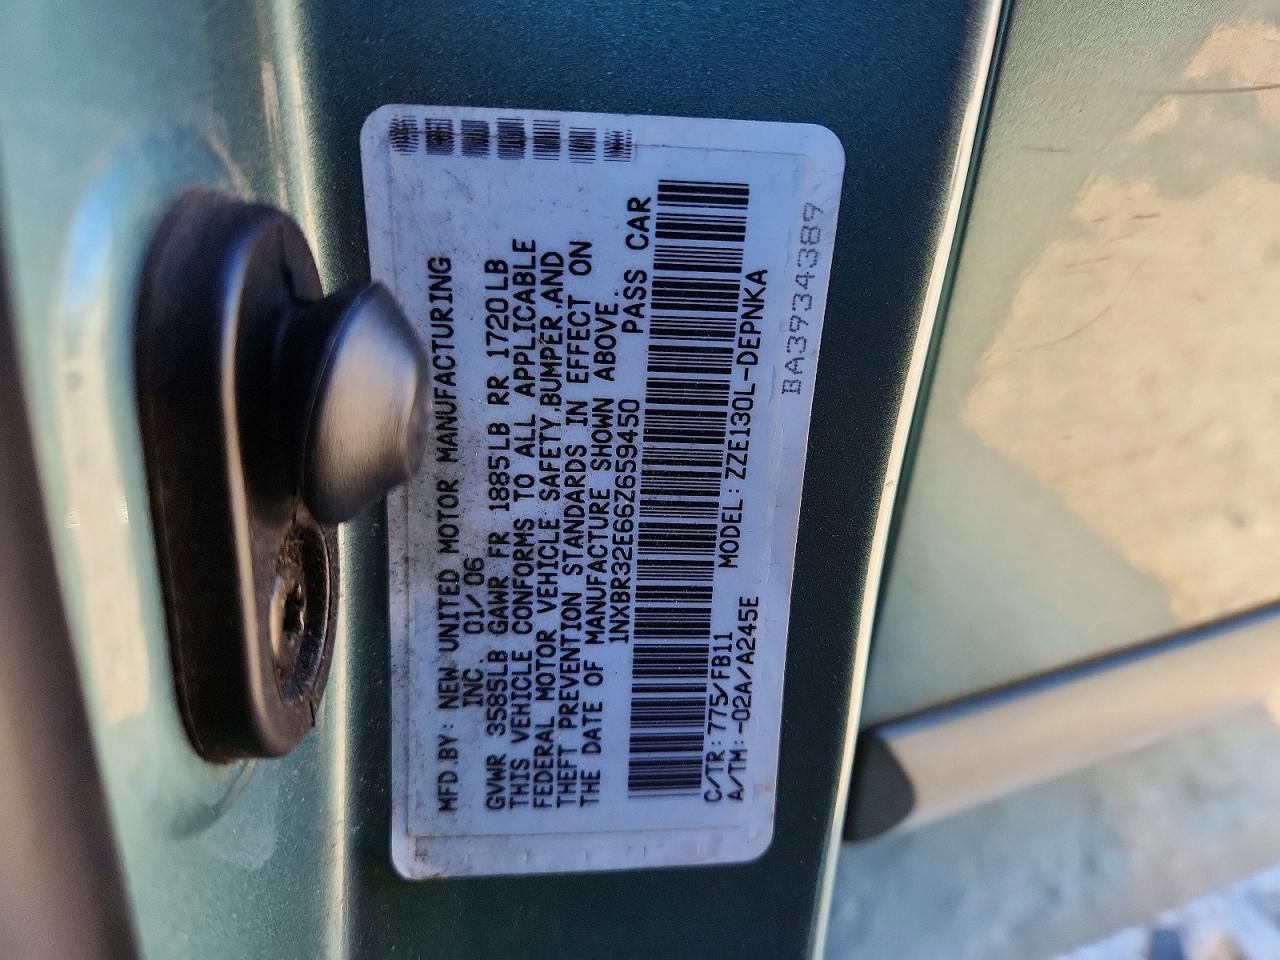 MFD.BY: NEW UNITED MOTOR MANUFACTURING
INC. 01/06
GVWR 3585LB GAWR FR 1885LB RR 1720LB
THIS VEHICLE CONFORMS TO ALL APPLICABLE
FEDERAL MOTOR VEHICLE SAFETY,BUMPER,AND
THEFT PREVENTION STANDARDS IN EFFECT ON
THE DATE OF MANUFACTURE SHOWN ABOVE.
1NXBR32E66Z659450 PASS CAR
C/TR: 775/FB11 MODEL: ZZE130L-DEPNKA
A/TM:-02A/A245E
BA3934389